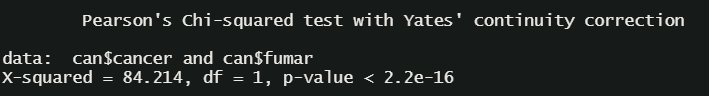 Pearson's Chi-squared test with Yates' continuity correction
data:  can$cancer and can$fumar
X-squared = 84.214, df = 1, p-value < 2.2e-16